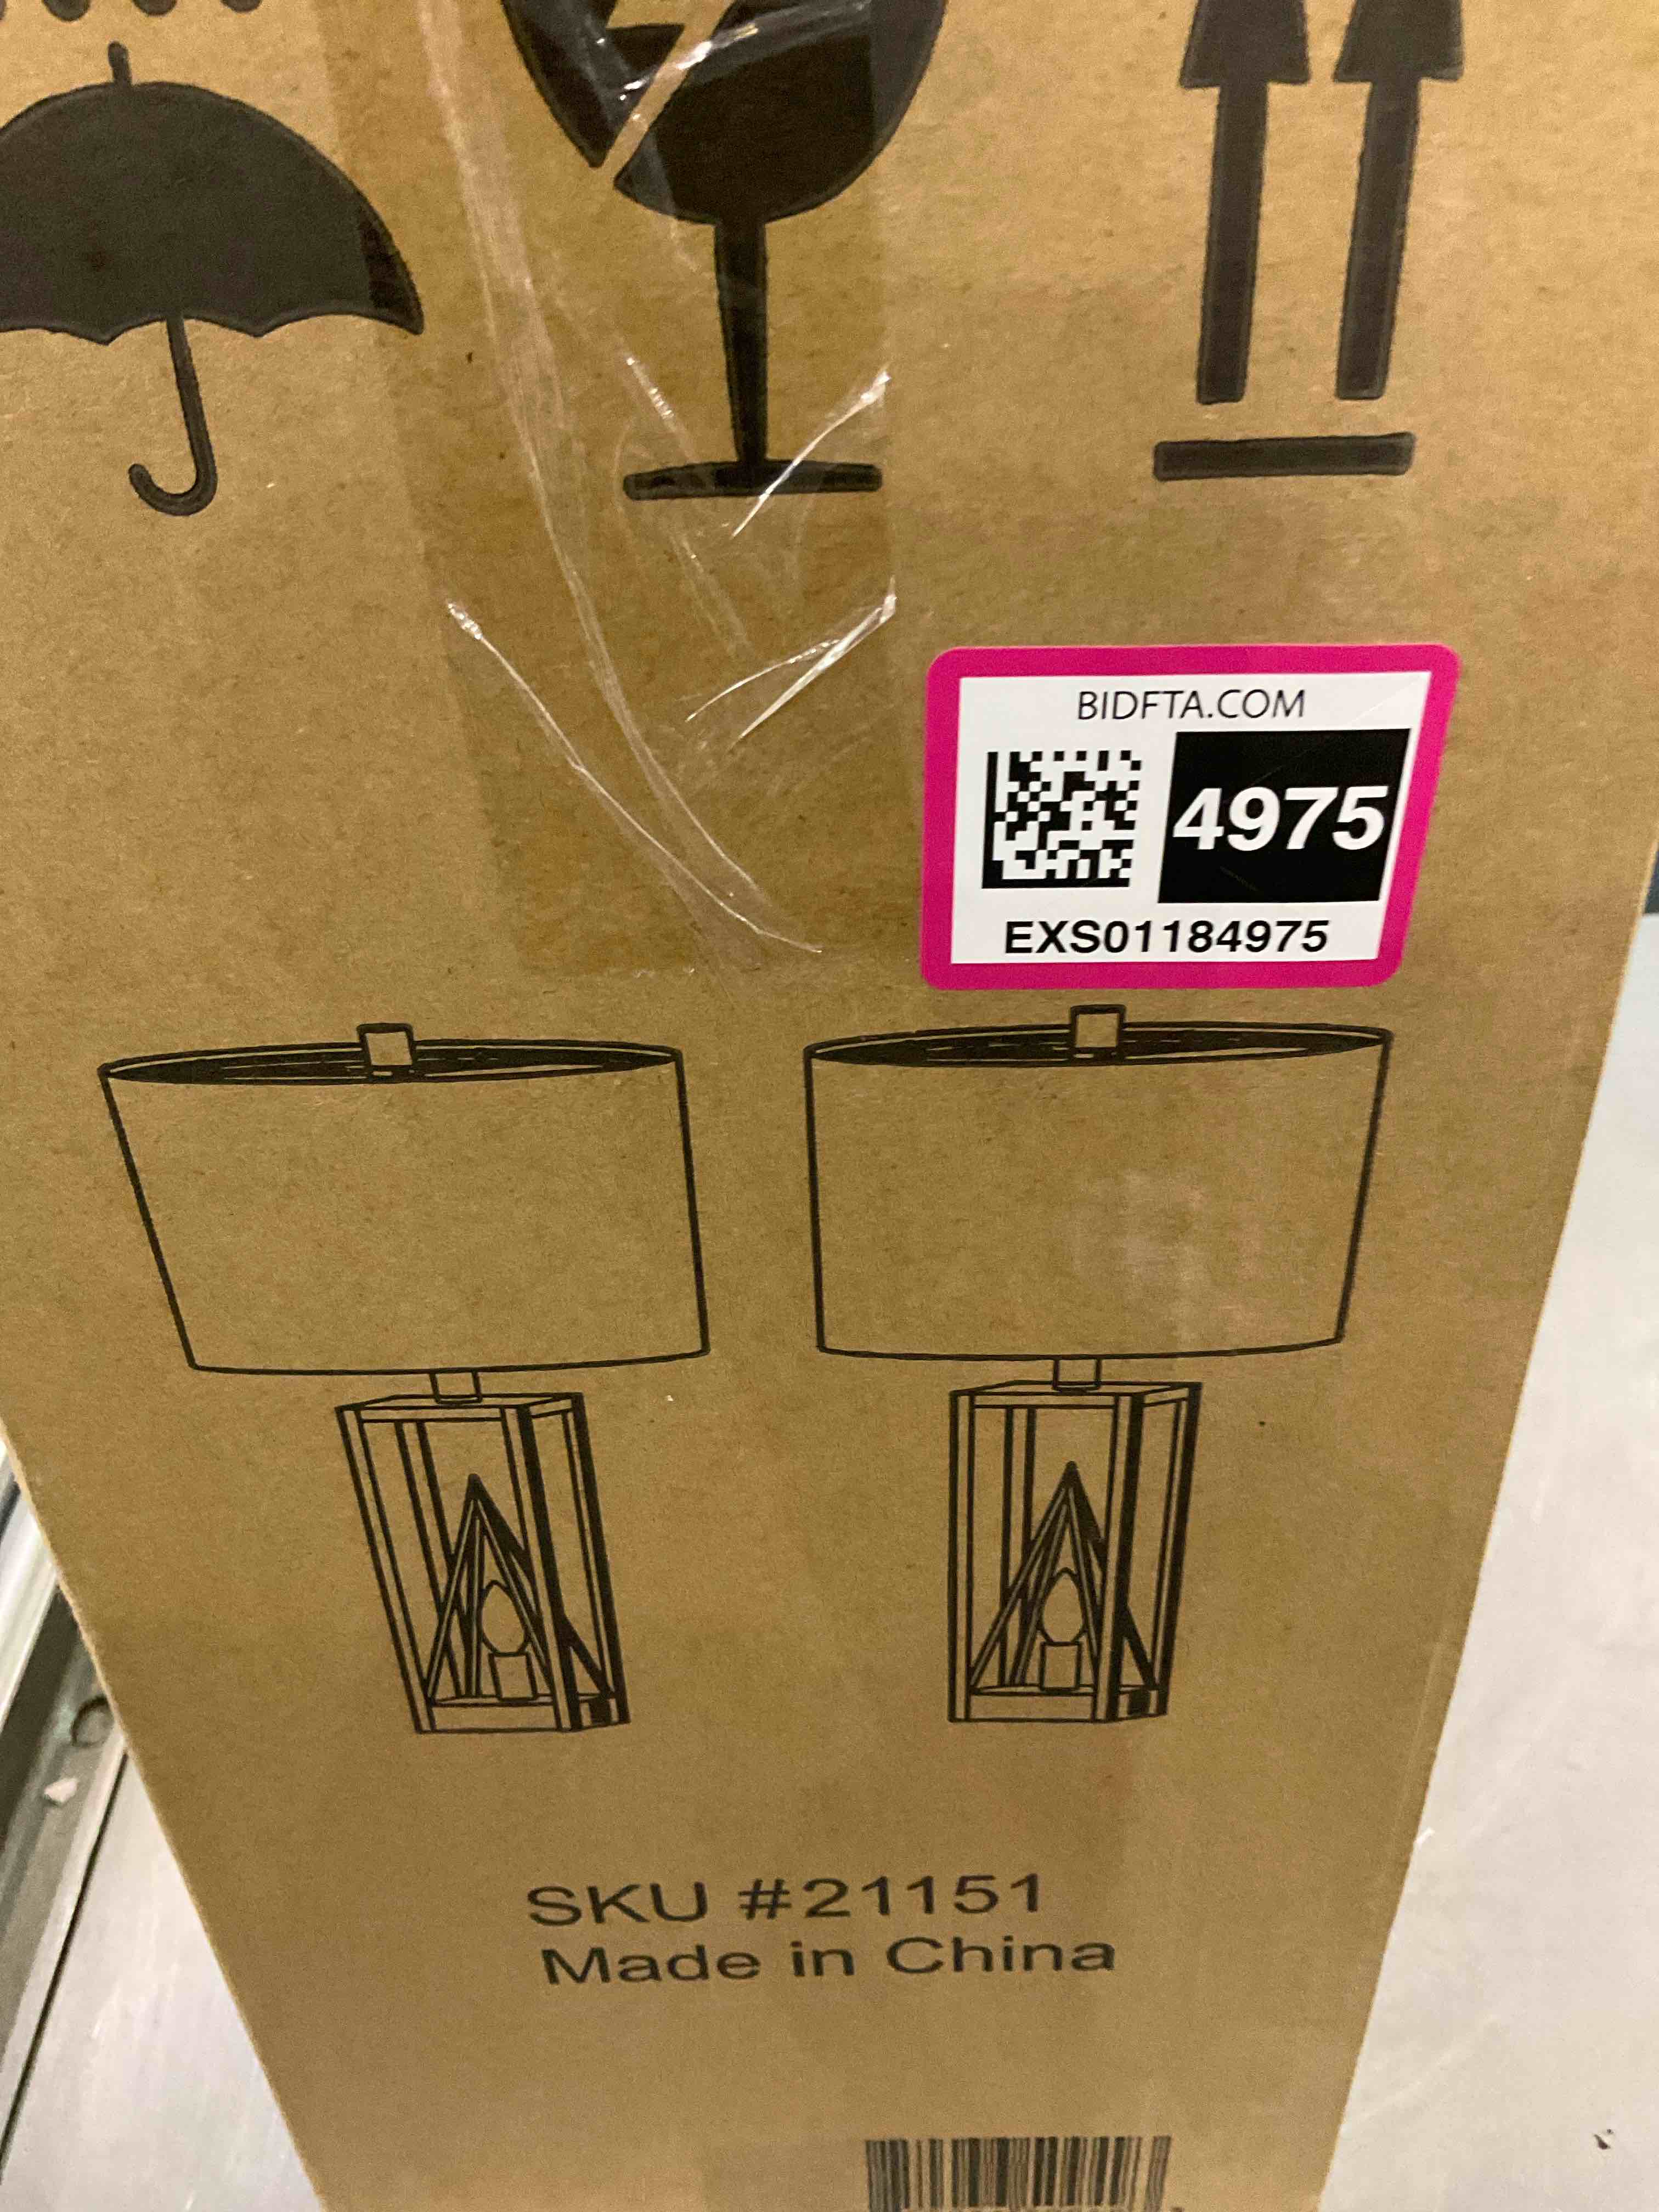 BIDFTA.COM
4975
EXS01184975
SKU #21151
Made in China